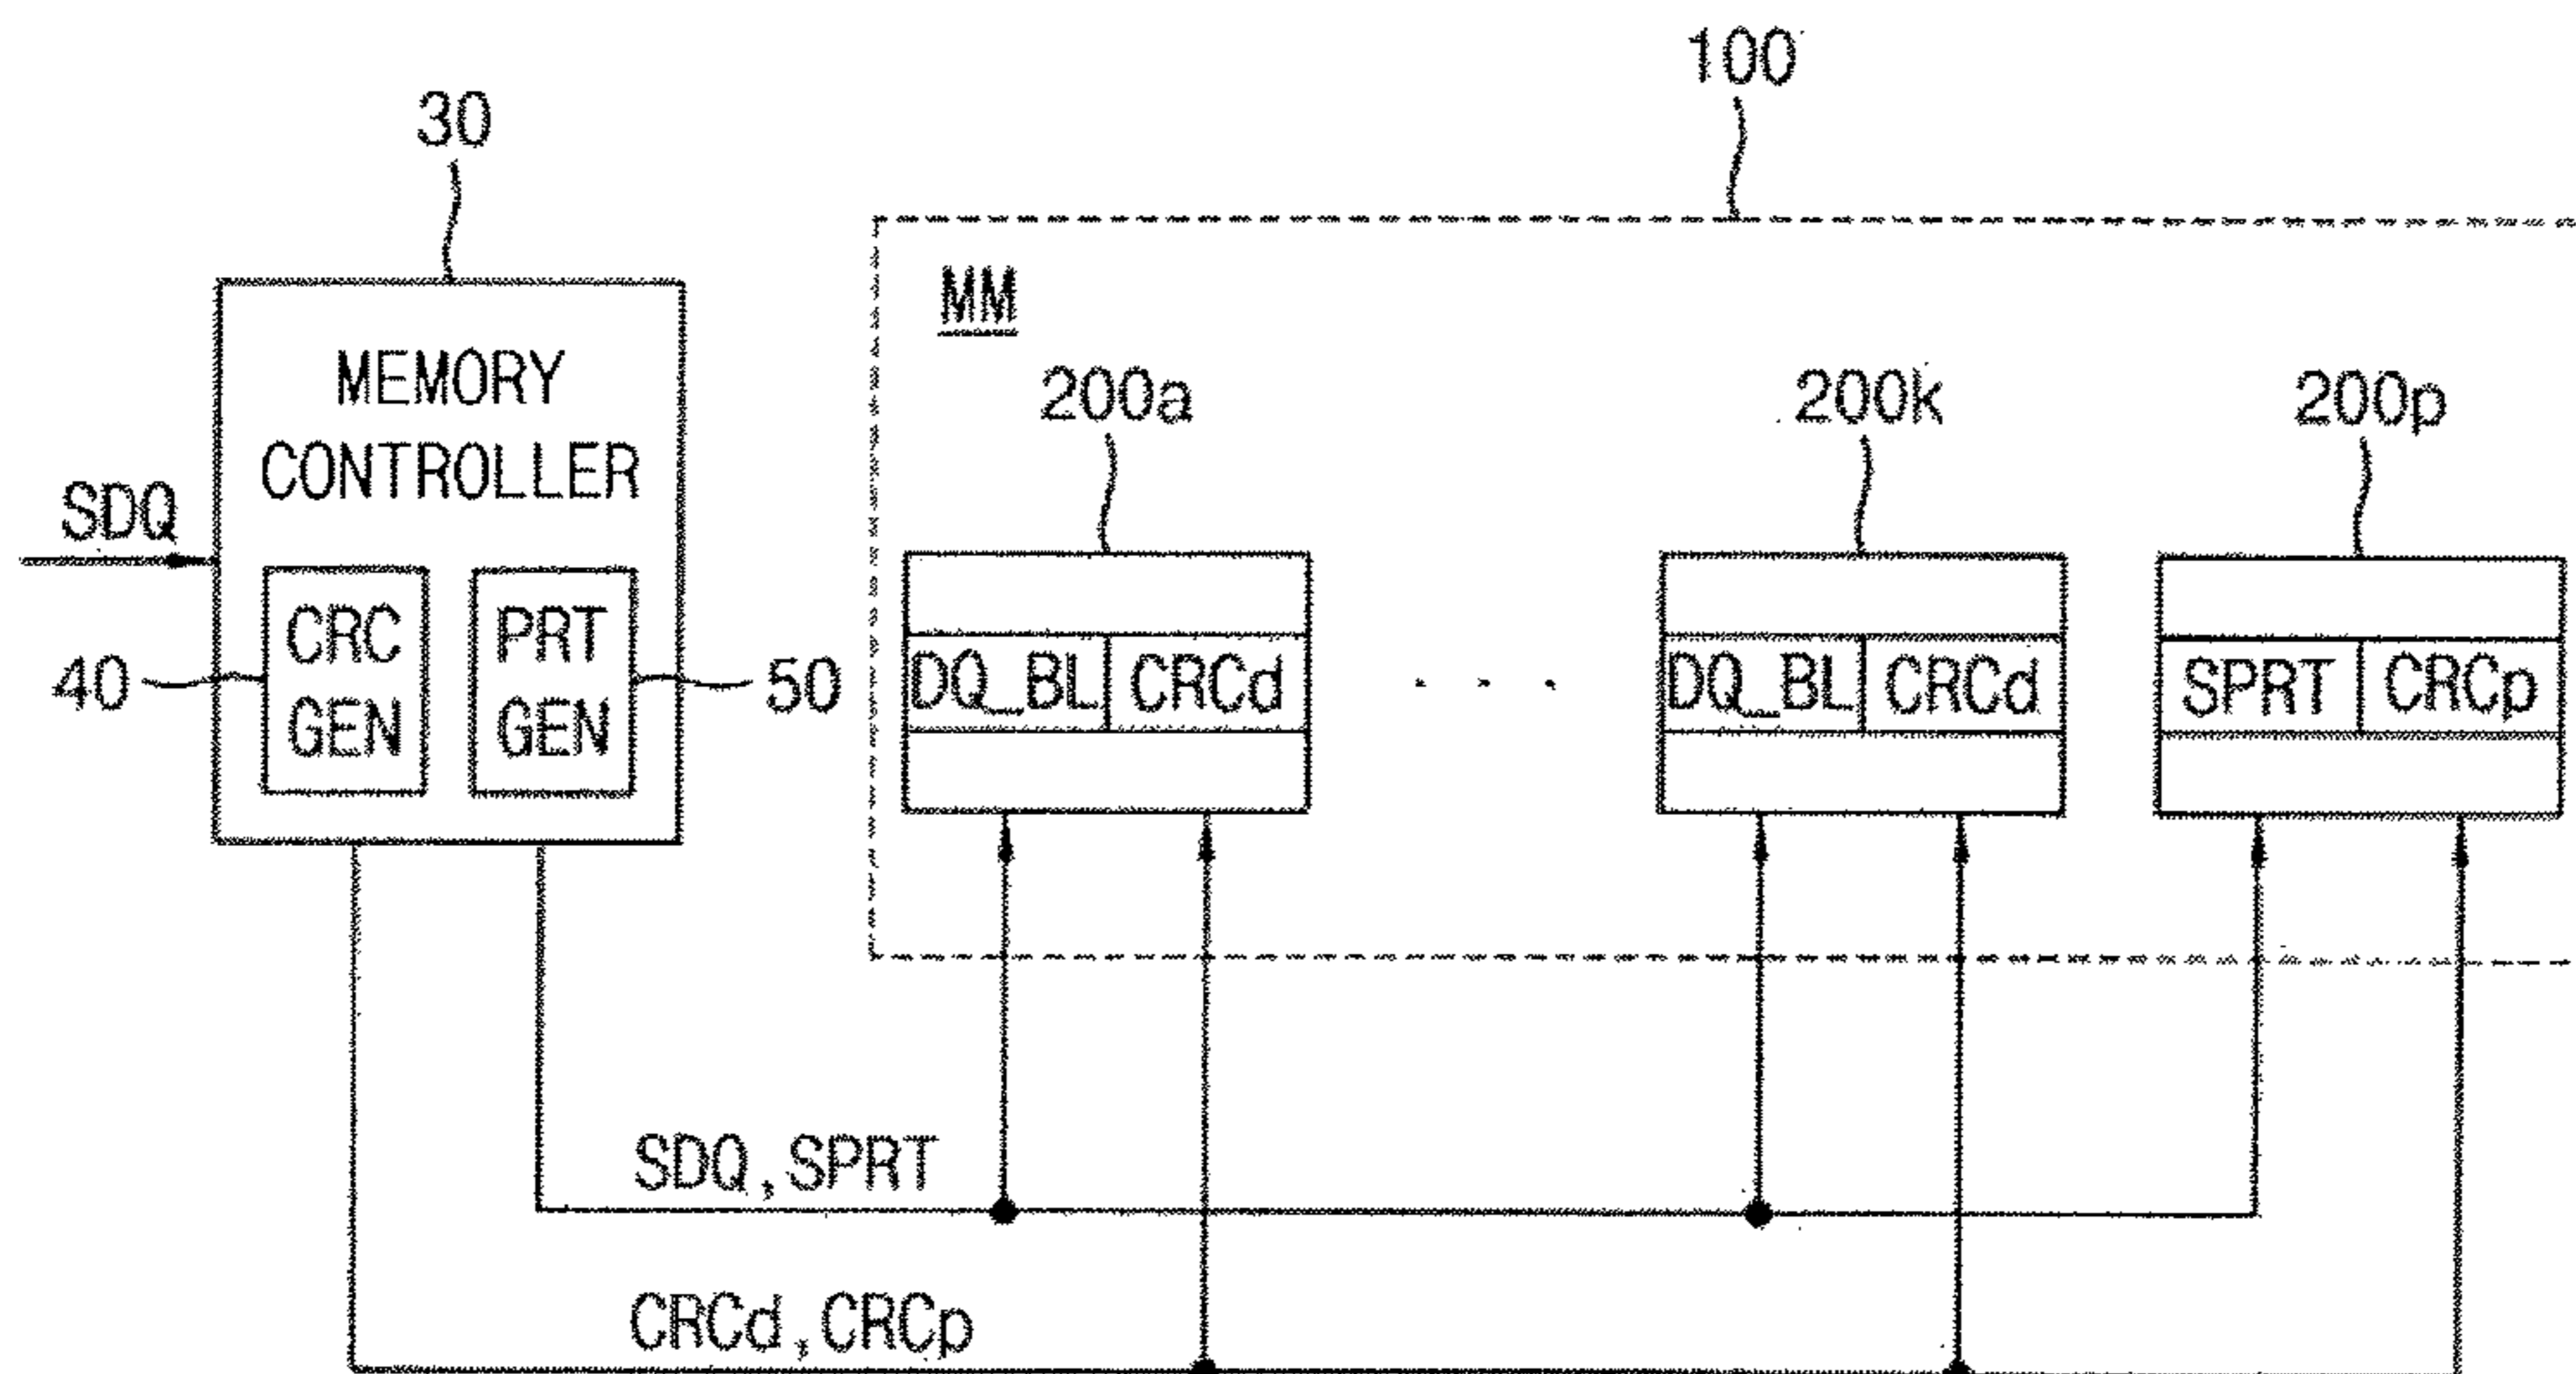 100
30
MM
MEMORY
CONTROLLER
200a
200k
200p
SDQ
CRC
GEN
PRT
GEN
40
50
DQ_BL
CRCd
. . .
DQ_BL
CRCd
SPRT
CRCp
SDQ,SPRT
CRCd,CRCp